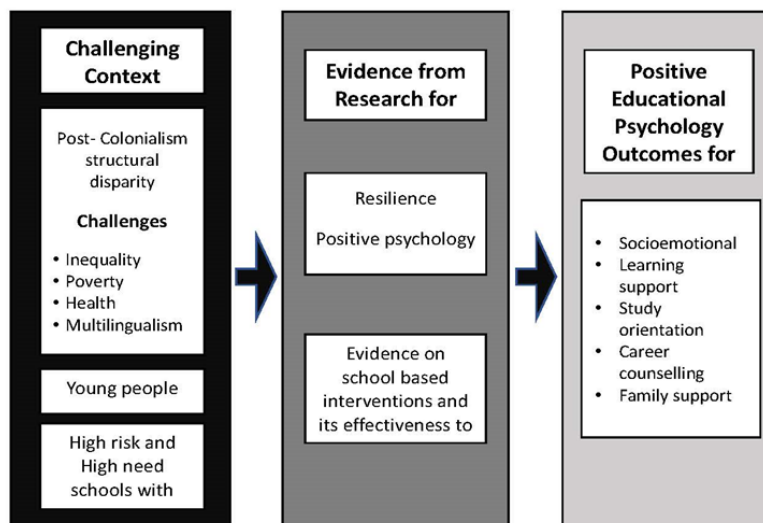 Challenging
Context
Post- Colonialism
structural
disparity
Challenges
• Inequality
• Poverty
• Health
• Multilingualism
Young people
High risk and
High need
schools with
Evidence from
Research for
Resilience
Positive psychology
Evidence on
school based
interventions and
its effectiveness to
Positive
Educational
Psychology
Outcomes for
• Socioemotional
• Learning
support
• Study
orientation
• Career
counselling
• Family support